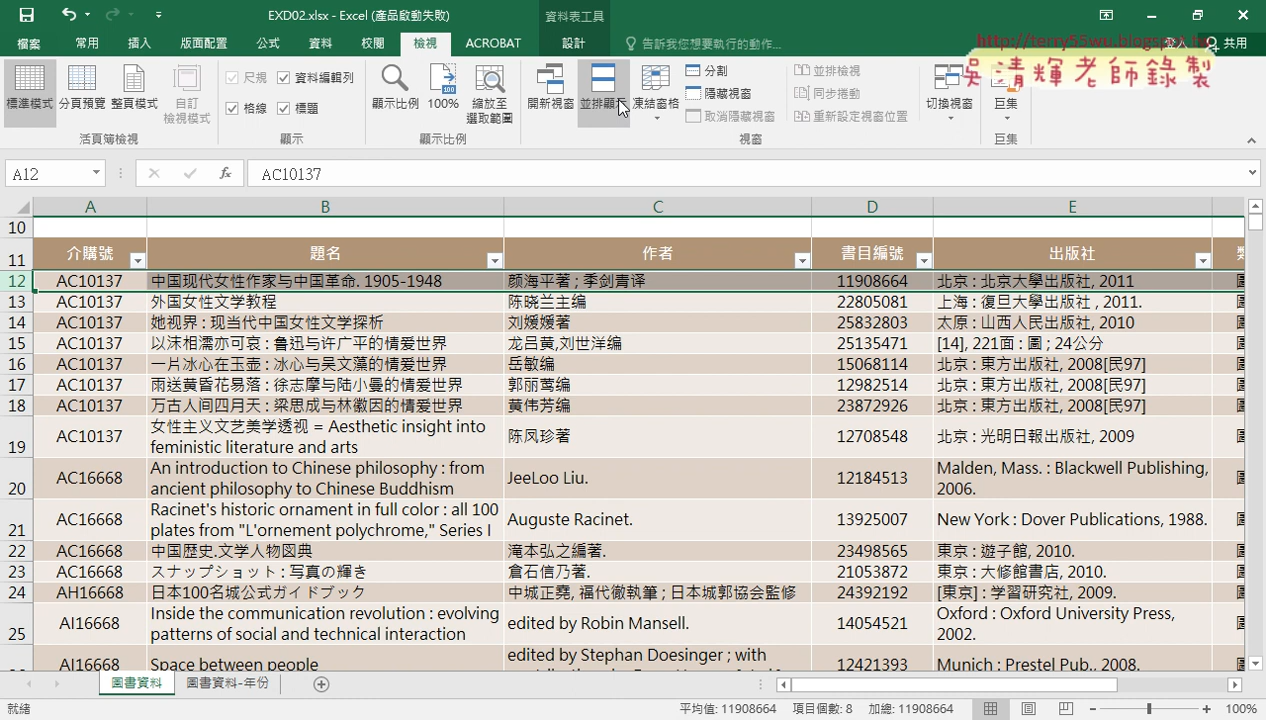 EXD02.xlsx - Excel (產品啟動失敗)
資料表工具
檔案 常用 插入 版面配置 公式 資料 校閱 檢視 ACROBAT 設計 告訴我您想要執行的動作... 登入 共用
http://terry55wu.blogspot.tw
吳清輝老師錄製
標準模式 分頁預覽 整頁模式 自訂檢視模式
尺規 資料編輯列
格線 標題
顯示比例 100% 縮放至選取範圍
開新視窗 並排顯示 凍結窗格
分割 隱藏視窗 取消隱藏視窗
並排檢視 同步捲動 重新設定視窗位置
切換視窗 巨集
活頁簿檢視 顯示 顯示比例 視窗 巨集
A12 fx AC10137
A B C D E
10
11 介購號 題名 作者 書目編號 出版社
12 AC10137 中国现代女性作家与中国革命. 1905-1948 颜海平著 ; 季剑青译 11908664 北京 : 北京大學出版社, 2011
13 AC10137 外国女性文学教程 陈晓兰主编 22805081 上海 : 復旦大學出版社 , 2011.
14 AC10137 她视界 : 现当代中国女性文学探析 刘媛媛著 25832803 太原 : 山西人民出版社, 2010
15 AC10137 以沫相濡亦可哀 : 鲁迅与许广平的情爱世界 龙吕黄,刘世洋编 25135471 [14], 221面 : 圖 ; 24公分
16 AC10137 一片冰心在玉壶 : 冰心与吴文藻的情爱世界 岳敏编 15068114 北京 : 東方出版社, 2008[民97]
17 AC10137 雨送黄昏花易落 : 徐志摩与陆小曼的情爱世界 郭丽莺编 12982514 北京 : 東方出版社, 2008[民97]
18 AC10137 万古人间四月天 : 梁思成与林徽因的情爱世界 黄伟芳编 23872926 北京 : 東方出版社, 2008[民97]
19 AC10137 女性主义文艺美学透视 = Aesthetic insight into feministic literature and arts 陈凤珍著 12708548 北京 : 光明日報出版社, 2009
20 AC16668 An introduction to Chinese philosophy : from ancient philosophy to Chinese Buddhism JeeLoo Liu. 12184513 Malden, Mass. : Blackwell Publishing, 2006.
21 AC16668 Racinet's historic ornament in full color : all 100 plates from "L'ornement polychrome," Series I Auguste Racinet. 13925007 New York : Dover Publications, 1988.
22 AC16668 中国歴史.文学人物図典 滝本弘之編著. 23498565 東京 : 遊子館, 2010.
23 AC16668 スナップショット : 写真の輝き 倉石信乃著. 21053872 東京 : 大修館書店, 2010.
24 AH16668 日本100名城公式ガイドブック 中城正堯, 福代徹執筆 ; 日本城郭協会監修 24392192 [東京] : 学習研究社, 2009.
25 AI16668 Inside the communication revolution : evolving patterns of social and technical interaction edited by Robin Mansell. 14054521 Oxford : Oxford University Press, 2002.
AI16668 Space between people edited by Stephan Doesinger ; with 12421393 Munich : Prestel Pub., 2008.
圖書資料 圖書資料-年份
就緒 平均值: 11908664 項目個數: 8 加總: 11908664 100%